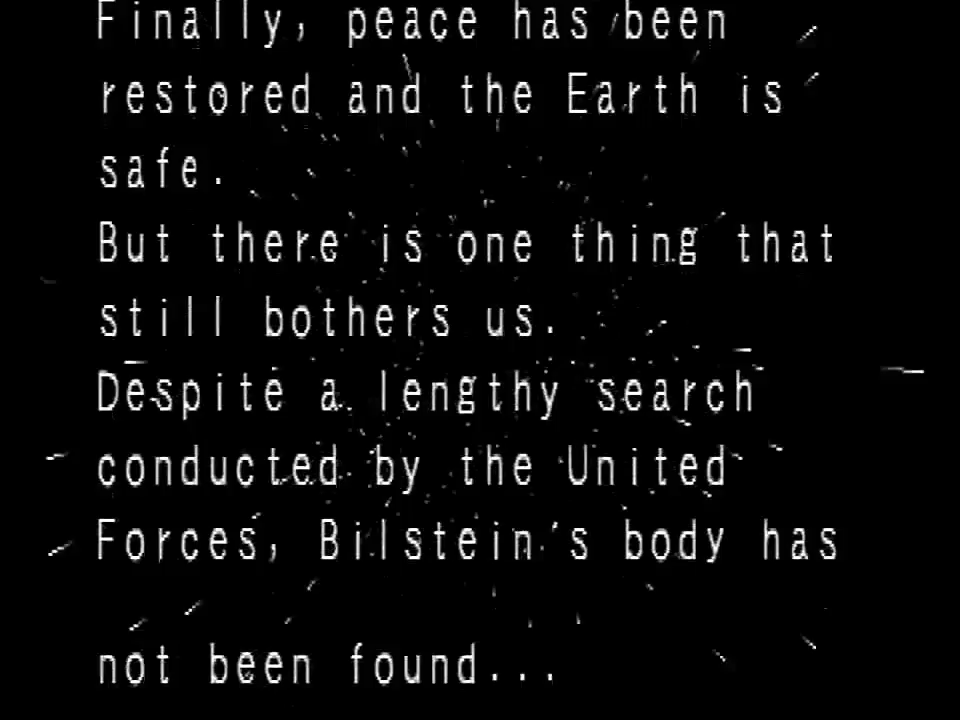 Finally, peace has been
restored and the Earth is
safe.
But there is one thing that
still bothers us.
Despite a lengthy search
conducted by the United
Forces, Bilstein's body has
not been found...